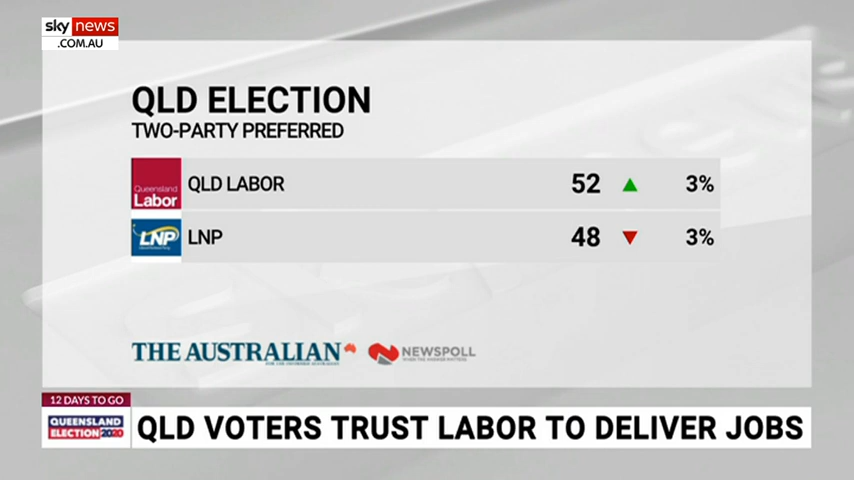 sky news
.COM.AU
QLD ELECTION
TWO-PARTY PREFERRED
Queensland
Labor
QLD LABOR 52 3%
LNP
LNP 48 3%
THE AUSTRALIAN
NEWSPOLL
12 DAYS TO GO
QUEENSLAND
ELECTION 2020
QLD VOTERS TRUST LABOR TO DELIVER JOBS